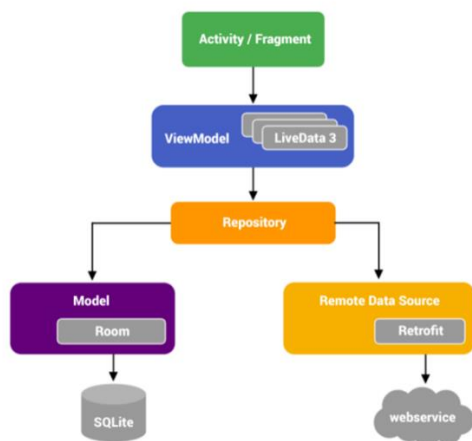 Activity / Fragment
ViewModel
LiveData 3
Repository
Model
Room
Remote Data Source
Retrofit
SQLite
webservice